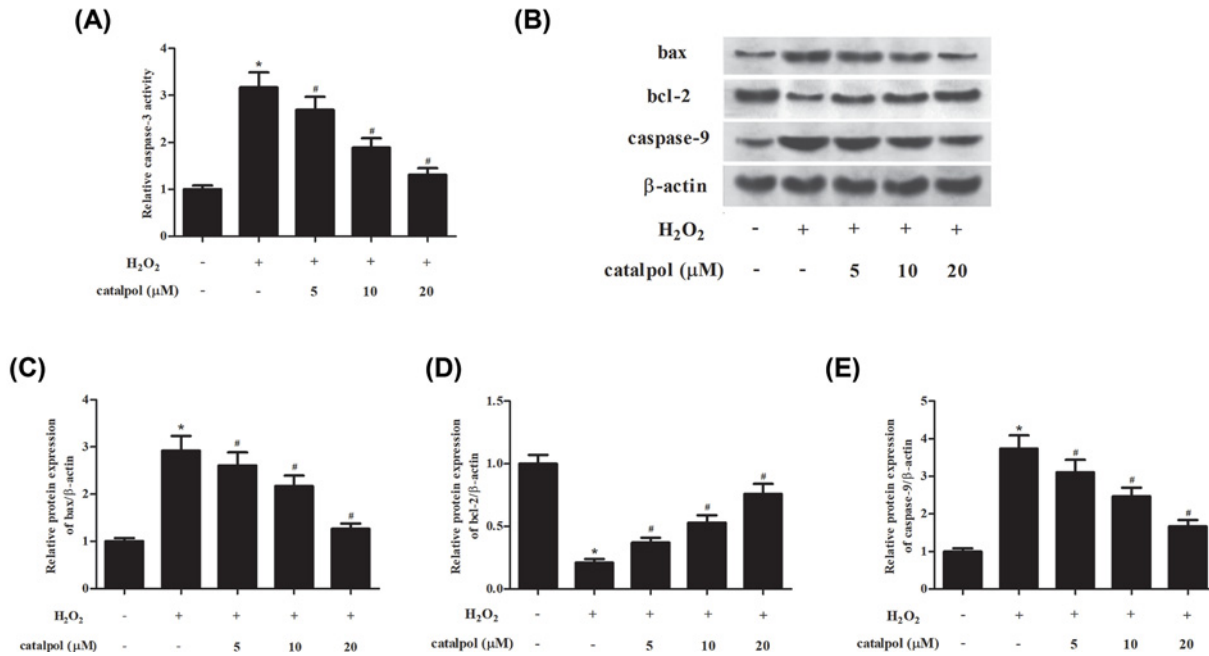 (A)
Relative caspase-3 activity
4
3
2
1
0
*
#
#
#
H₂O₂ - + + + +
catalpol (μM) - - 5 10 20
(B)
bax
bcl-2
caspase-9
β-actin
H₂O₂ - + + + +
catalpol (μM) - - 5 10 20
(C)
Relative protein expression
of bax/β-actin
4
3
2
1
0
*
#
#
#
H₂O₂ - + + + +
catalpol (μM) - - 5 10 20
(D)
Relative protein expression
of bcl-2/β-actin
1.5
1.0
0.5
0.0
*
#
#
#
H₂O₂ - + + + +
catalpol (μM) - - 5 10 20
(E)
Relative protein expression
of caspase-9/β-actin
5
4
3
2
1
0
*
#
#
#
H₂O₂ - + + + +
catalpol (μM) - - 5 10 20